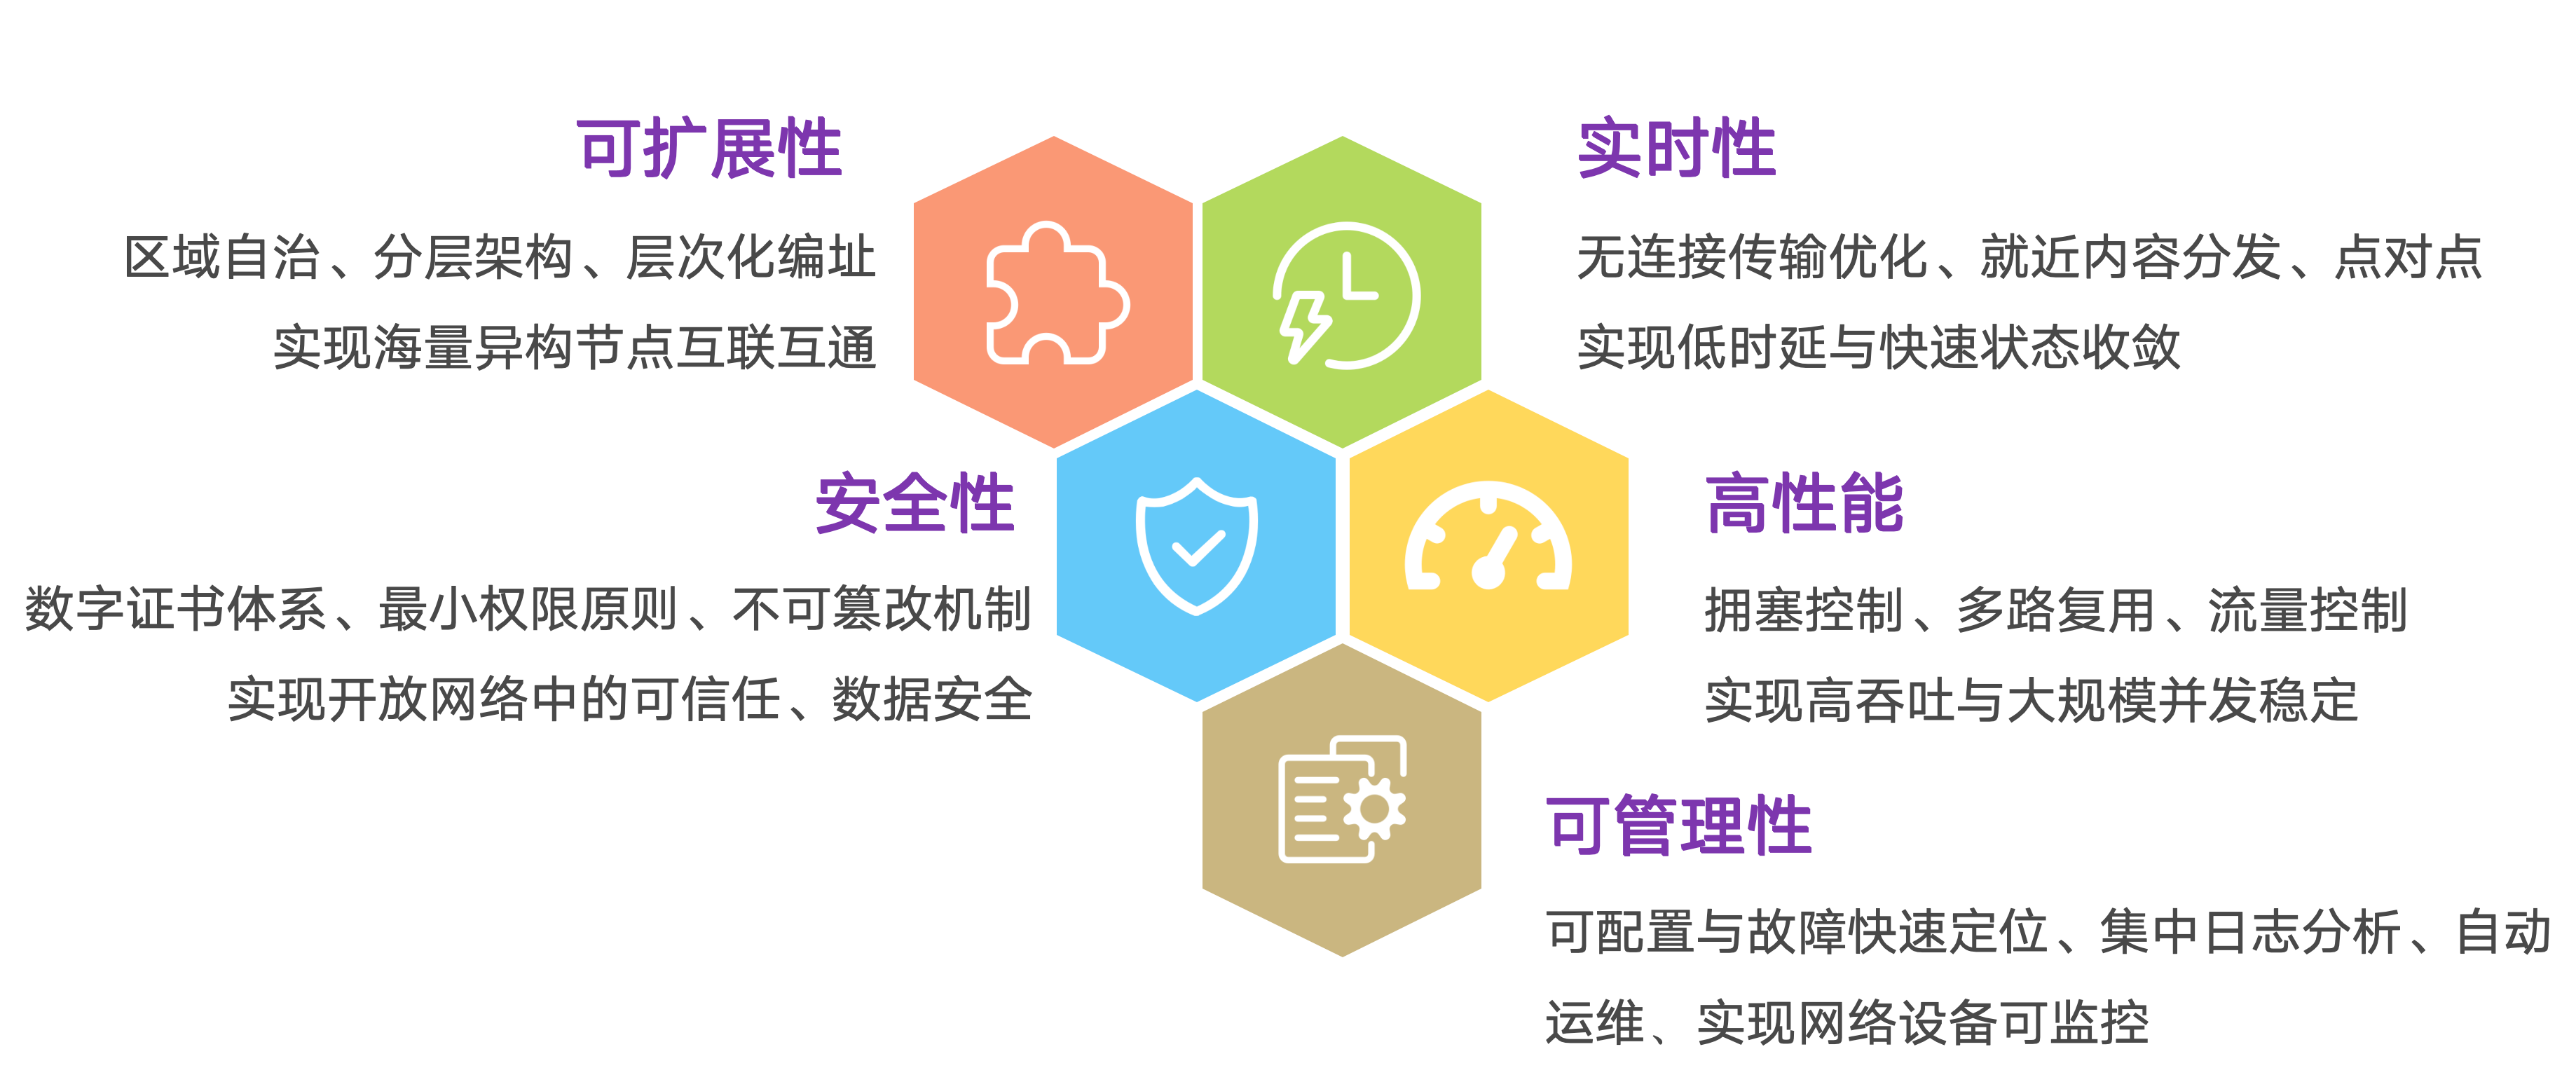 可扩展性
区域自治、分层架构、层次化编址
实现海量异构节点互联互通
实时性
无连接传输优化、就近内容分发、点对点
实现低时延与快速状态收敛
安全性
数字证书体系、最小权限原则、不可篡改机制
实现开放网络中的可信任、数据安全
高性能
拥塞控制、多路复用、流量控制
实现高吞吐与大规模并发稳定
可管理性
可配置与故障快速定位、集中日志分析、自动
运维、实现网络设备可监控